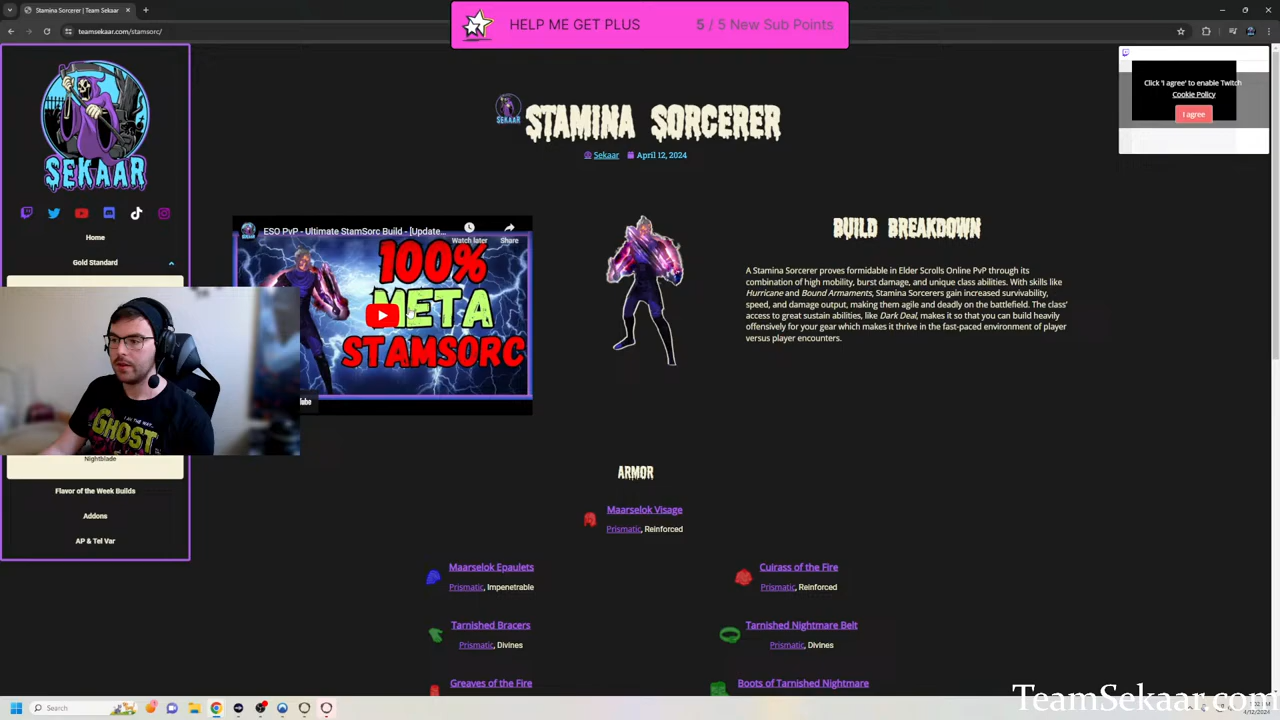 Stamina Sorcerer | Team Sekaar
teamsekaar.com/stamsorc/
HELP ME GET PLUS
5 / 5 New Sub Points
SEKAAR
Home
Gold Standard
Nightblade
Flavor of the Week Builds
Addons
AP & Tel Var
SEKAAR
STAMINA SORCERER
Sekaar
April 12, 2024
ESO PvP - Ultimate StamSorc Build - [Update...
Watch later
Share
100%
META
STAMSORC
BUILD BREAKDOWN
A Stamina Sorcerer proves formidable in Elder Scrolls Online PvP through its
combination of high mobility, burst damage, and unique class abilities. With skills like
Hurricane and Bound Armaments, Stamina Sorcerers gain increased survivability,
speed, and damage output, making them agile and deadly on the battlefield. The class'
access to great sustain abilities, like Dark Deal, makes it so that you can build heavily
offensively for your gear which makes it thrive in the fast-paced environment of player
versus player encounters.
Click 'I agree' to enable Twitch
Cookie Policy
I agree
GHOST
ARMOR
Maarselok Visage
Prismatic, Reinforced
Maarselok Epaulets
Prismatic, Impenetrable
Cuirass of the Fire
Prismatic, Reinforced
Tarnished Bracers
Prismatic, Divines
Tarnished Nightmare Belt
Prismatic, Divines
Greaves of the Fire
Boots of Tarnished Nightmare
TeamSekaar.com
Search
4/12/2024